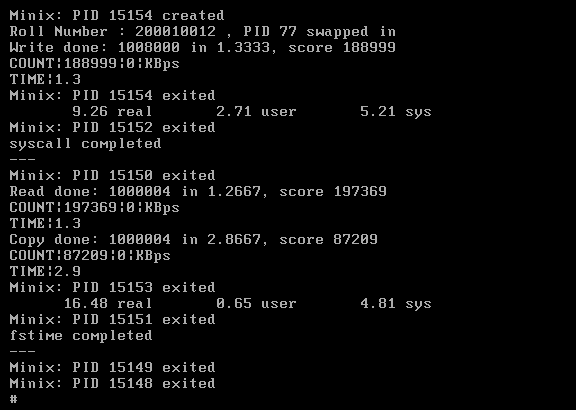 Minix: PID 15154 created
Roll Number : 200010012 , PID 77 swapped in
Write done: 1008000 in 1.3333, score 188999
COUNT|188999|0|KBps
TIME|1.3
Minix: PID 15154 exited
9.26 real 2.71 user 5.21 sys
Minix: PID 15152 exited
syscall completed
---
Minix: PID 15150 exited
Read done: 1000004 in 1.2667, score 197369
COUNT|197369|0|KBps
TIME|1.3
Copy done: 1000004 in 2.8667, score 87209
COUNT|87209|0|KBps
TIME|2.9
Minix: PID 15153 exited
16.48 real 0.65 user 4.81 sys
Minix: PID 15151 exited
fstime completed
---
Minix: PID 15149 exited
Minix: PID 15148 exited
#